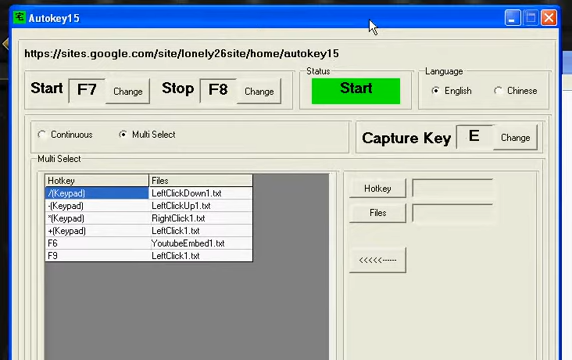 Autokey15
https://sites.google.com/site/lonely26site/home/autokey15
Start F7 Change Stop F8 Change
Status
Start
Language
English Chinese
Continuous Multi Select
Capture Key E Change
Multi Select
Hotkey Files
/(Keypad) LeftClickDown1.txt
-(Keypad) LeftClickUp1.txt
*(Keypad) RightClick1.txt
+(Keypad) LeftClick1.txt
F6 YoutubeEmbed1.txt
F9 LeftClick1.txt
Hotkey
Files
<<<<<------